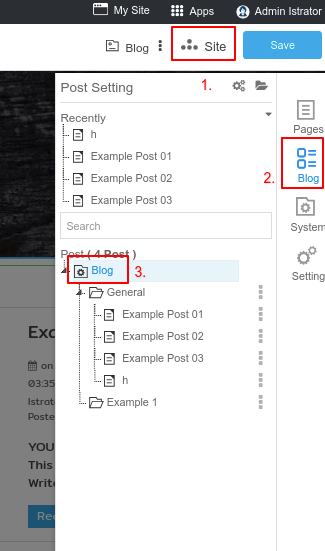 My Site Apps Admin Istrator
Blog Site Save
Post Setting 1.
Recently
h
Example Post 01
Example Post 02
Example Post 03
Search
Post ( 4 Post )
Blog 3.
General
Example Post 01
Example Post 02
Example Post 03
h
Example 1
Pages
2.
Blog
System
Setting
Exa
on
03:35
Istrat
Poste
YOU
This
Write
Rea